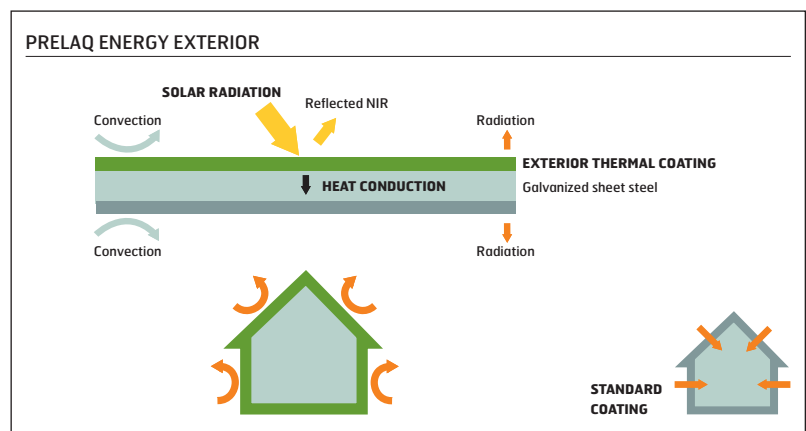 PRELAQ ENERGY EXTERIOR
SOLAR RADIATION
Reflected NIR
Convection
Radiation
EXTERIOR THERMAL COATING
HEAT CONDUCTION
Galvanized sheet steel
Convection
Radiation
STANDARD
COATING